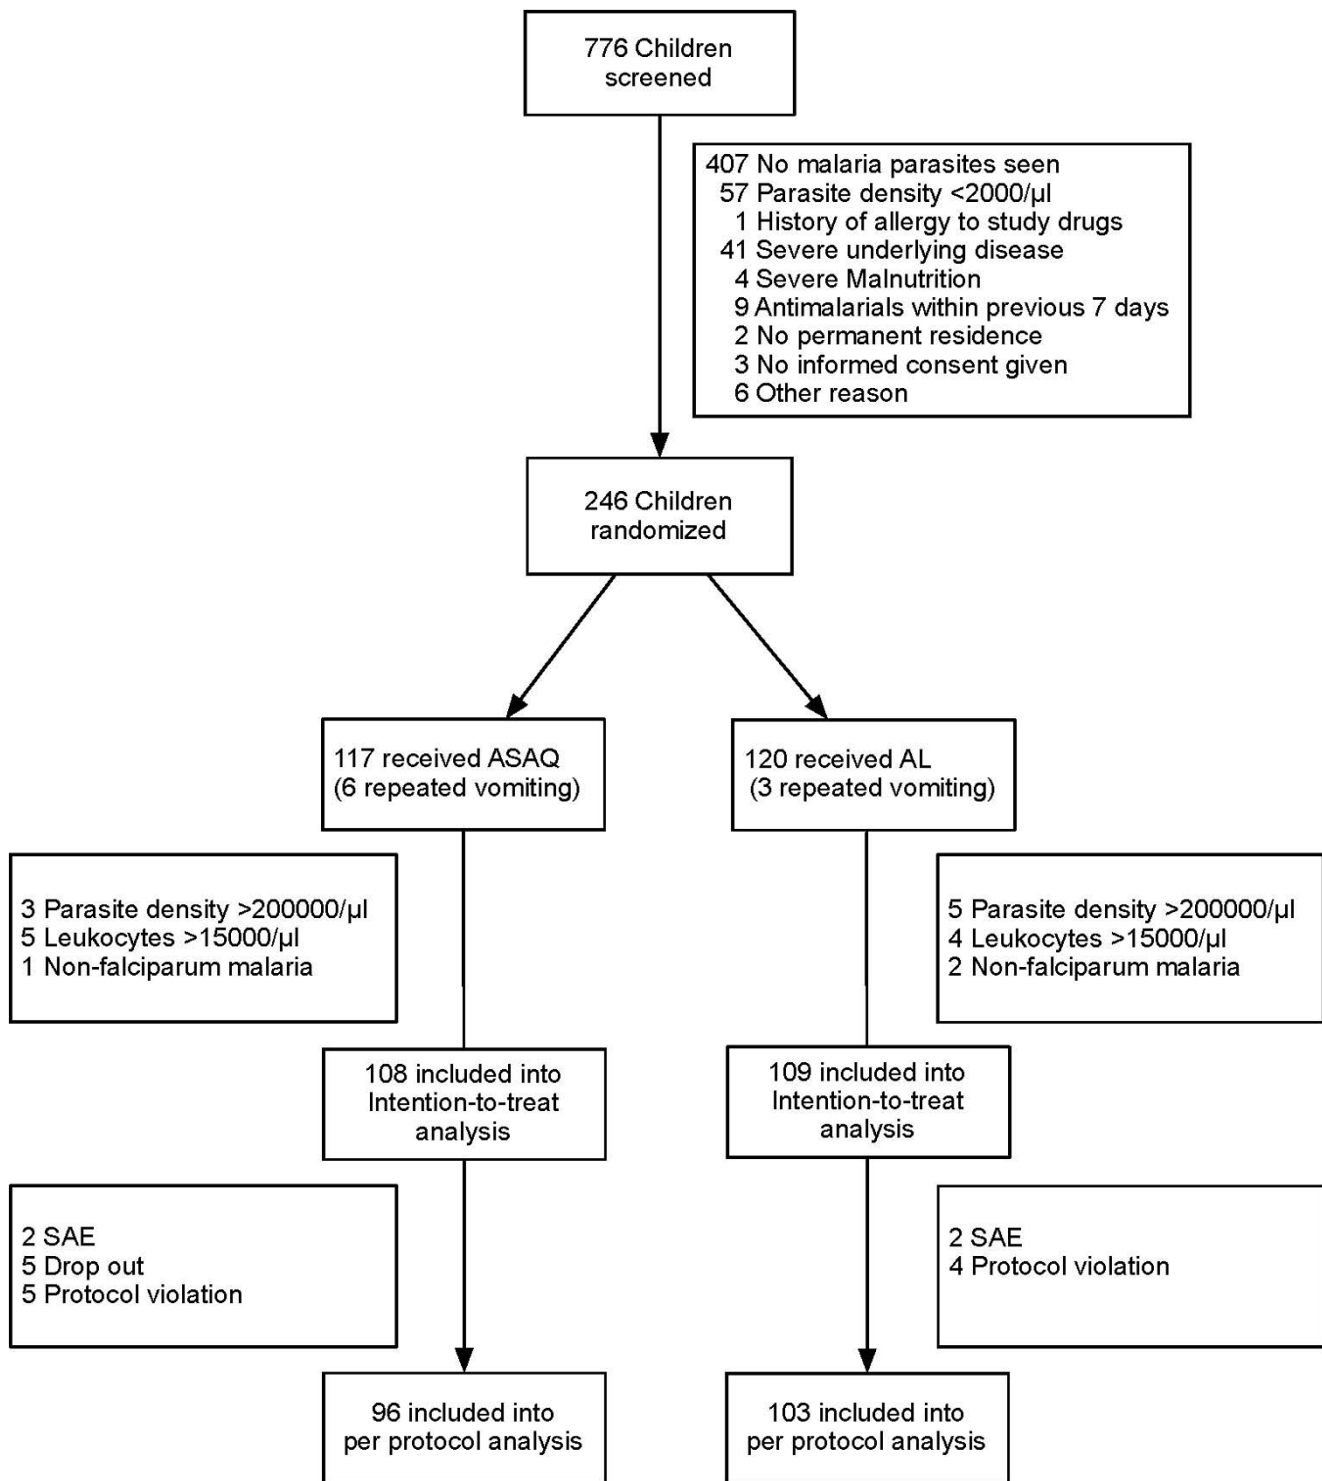 776 Children
screened
407 No malaria parasites seen
57 Parasite density <2000/µl
1 History of allergy to study drugs
41 Severe underlying disease
4 Severe Malnutrition
9 Antimalarials within previous 7 days
2 No permanent residence
3 No informed consent given
6 Other reason
246 Children
randomized
117 received ASAQ
(6 repeated vomiting)
120 received AL
(3 repeated vomiting)
3 Parasite density >200000/µl
5 Leukocytes >15000/µl
1 Non-falciparum malaria
5 Parasite density >200000/µl
4 Leukocytes >15000/µl
2 Non-falciparum malaria
108 included into
Intention-to-treat
analysis
109 included into
Intention-to-treat
analysis
2 SAE
5 Drop out
5 Protocol violation
2 SAE
4 Protocol violation
96 included into
per protocol analysis
103 included into
per protocol analysis